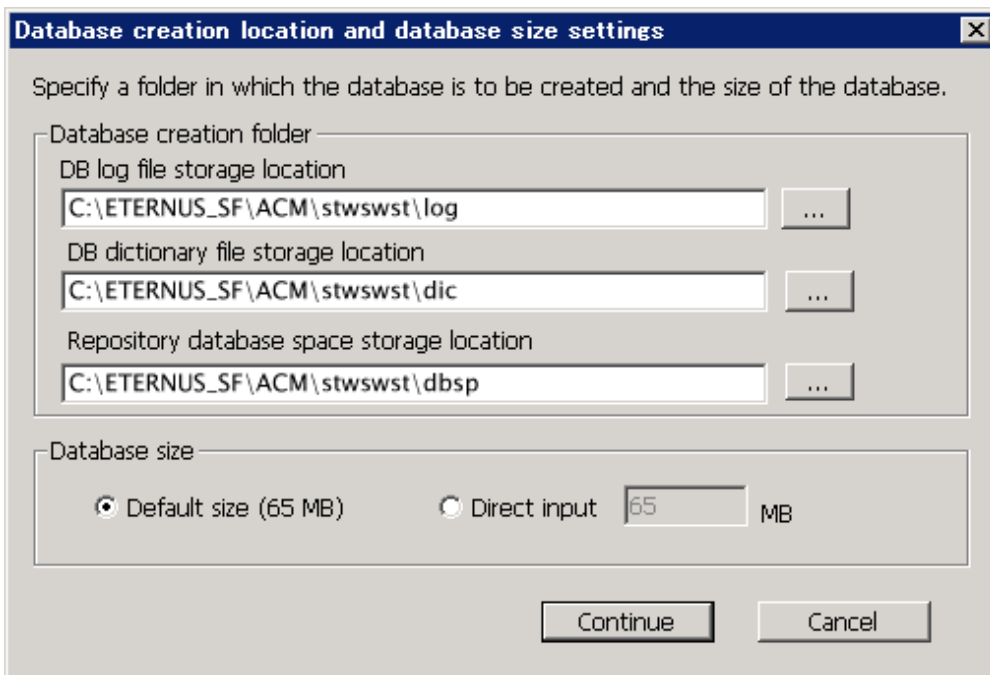 Database creation location and database size settings
Specify a folder in which the database is to be created and the size of the database.
Database creation folder
DB log file storage location
C:\ETERNUS_SF\ACM\stwswst\log
...
DB dictionary file storage location
C:\ETERNUS_SF\ACM\stwswst\dic
...
Repository database space storage location
C:\ETERNUS_SF\ACM\stwswst\dbsp
...
Database size
Default size (65 MB) Direct input 65 MB
Continue Cancel